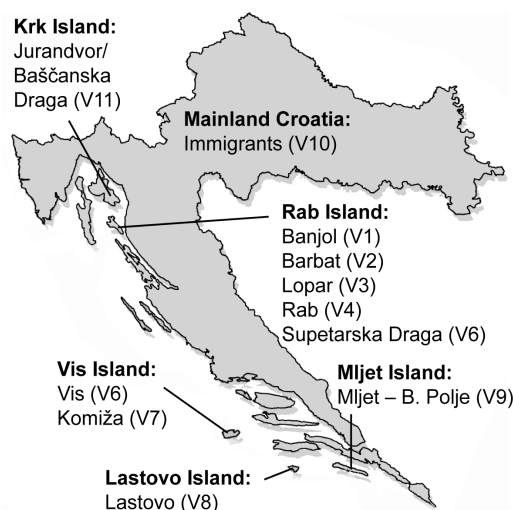 Krk Island:
Jurandvor/
Baščanska
Draga (V11)
Mainland Croatia:
Immigrants (V10)
Rab Island:
Banjol (V1)
Barbat (V2)
Lopar (V3)
Rab (V4)
Supetarska Draga (V6)
Vis Island:
Vis (V6)
Komiža (V7)
Mljet Island:
Mljet – B. Polje (V9)
Lastovo Island:
Lastovo (V8)